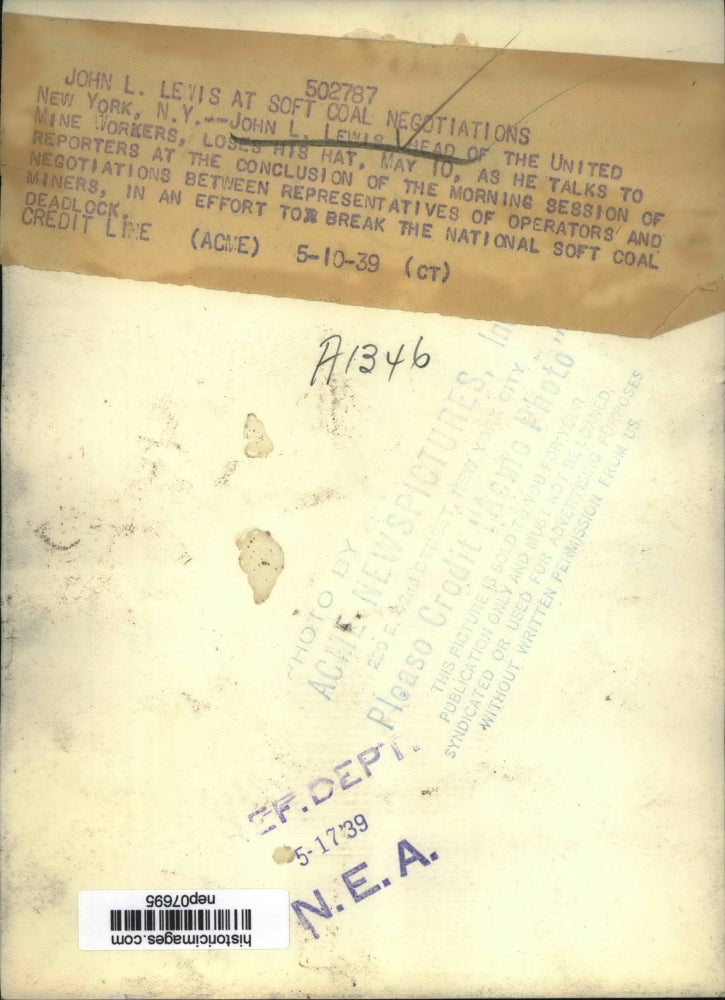 502787
JOHN L. LEWIS AT SOFT COAL NEGOTIATIONS
NEW YORK, N.Y.--JOHN L. LEWIS, HEAD OF THE UNITED
MINE WORKERS, LOSES HIS HAT, MAY 10, AS HE TALKS TO
REPORTERS AT THE CONCLUSION OF THE MORNING SESSION OF
NEGOTIATIONS BETWEEN REPRESENTATIVES OF OPERATORS AND
MINERS, IN AN EFFORT TO BREAK THE NATIONAL SOFT COAL
DEADLOCK.
CREDIT LINE (ACME) 5-10-39 (CT)
A1346
PHOTO BY
ACME NEWSPICTURES, In
220 E. 42nd STREET, NEW YORK CITY
Please Credit "ACME Photo"
THIS PICTURE IS SOLD TO YOU FOR YOUR
PUBLICATION ONLY AND MUST NOT BE LOANED,
SYNDICATED OR USED FOR ADVERTISING PURPOSES
WITHOUT WRITTEN PERMISSION FROM US.
EF. DEPT.
5-17'39
N.E.A.
historicimages.com
nep07695